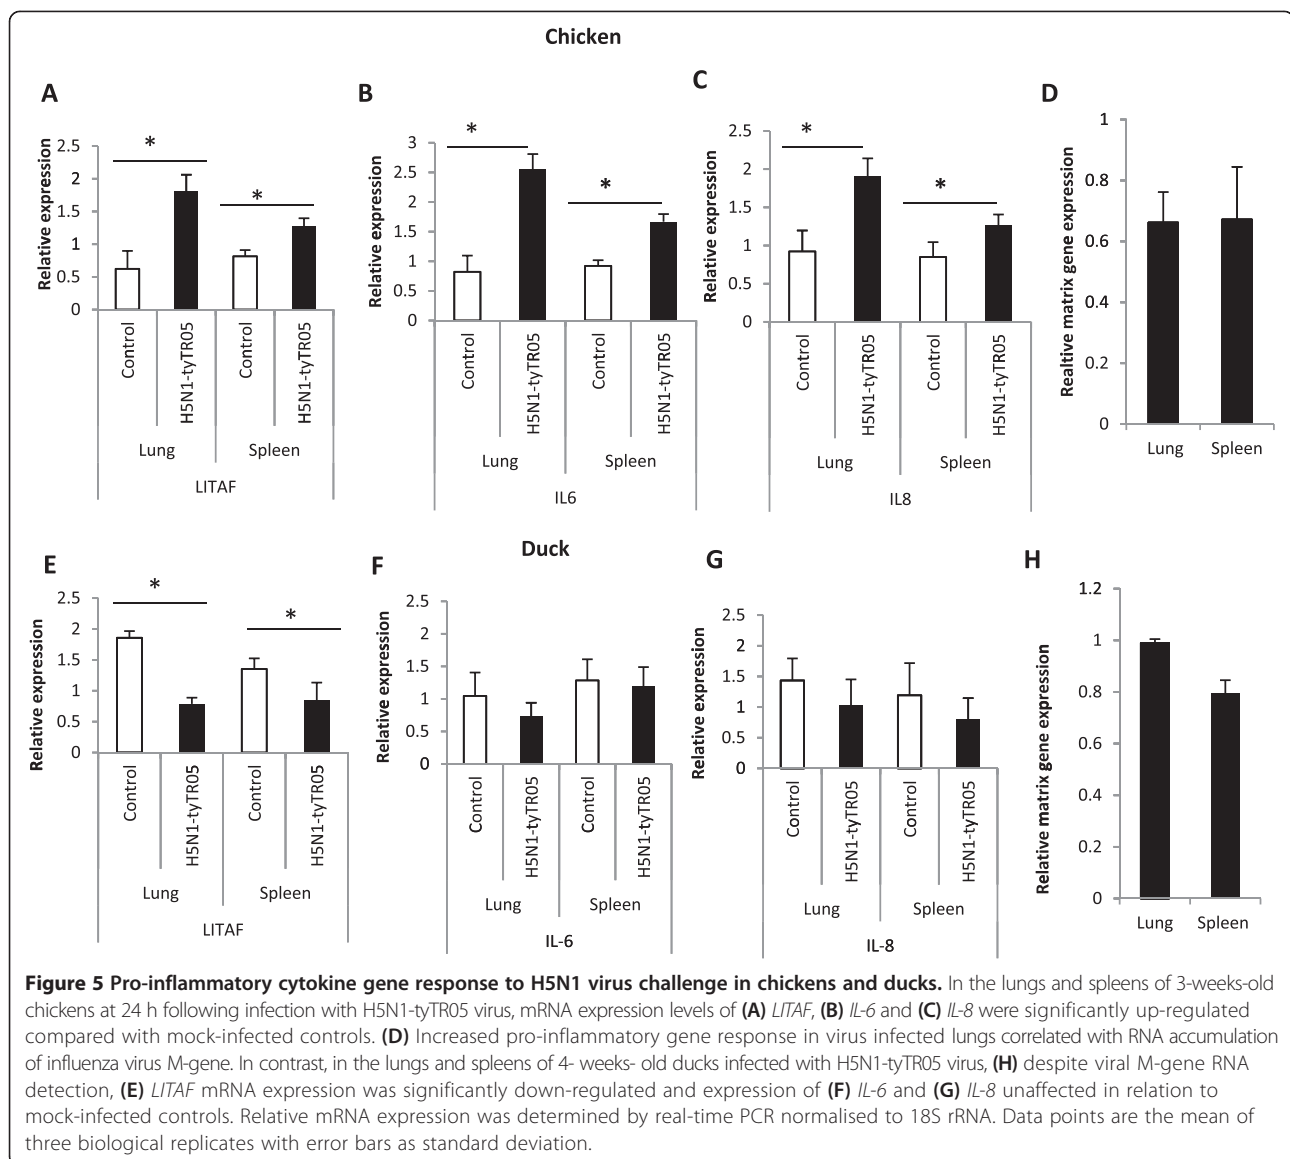 Chicken
A
*
*
Relative expression
2.5
2
1.5
1
0.5
0
Control
H5N1-tyTR05
Control
H5N1-tyTR05
Lung
Spleen
LITAF
B
*
*
Relative expression
3
2.5
2
1.5
1
0.5
0
Control
H5N1-tyTR05
Control
H5N1-tyTR05
Lung
Spleen
IL6
C
*
*
Relative expression
2.5
2
1.5
1
0.5
0
Control
H5N1-tyTR05
Control
H5N1-tyTR05
Lung
Spleen
IL8
D
Realtive matrix gene expression
1
0.8
0.6
0.4
0.2
0
Lung
Spleen
Duck
E
*
*
Relative expression
2.5
2
1.5
1
0.5
0
Control
H5N1-tyTR05
Control
H5N1-tyTR05
Lung
Spleen
LITAF
F
Relative expression
2.5
2
1.5
1
0.5
0
Control
H5N1-tyTR05
Control
H5N1-tyTR05
Lung
Spleen
IL-6
G
Relative expression
2.5
2
1.5
1
0.5
0
Control
H5N1-tyTR05
Control
H5N1-tyTR05
Lung
Spleen
IL-8
H
Relative matrix gene expression
1.2
1
0.8
0.6
0.4
0.2
0
Lung
Spleen
Figure 5 Pro-inflammatory cytokine gene response to H5N1 virus challenge in chickens and ducks. In the lungs and spleens of 3-weeks-old
chickens at 24 h following infection with H5N1-tyTR05 virus, mRNA expression levels of (A) LITAF, (B) IL-6 and (C) IL-8 were significantly up-regulated
compared with mock-infected controls. (D) Increased pro-inflammatory gene response in virus infected lungs correlated with RNA accumulation
of influenza virus M-gene. In contrast, in the lungs and spleens of 4- weeks- old ducks infected with H5N1-tyTR05 virus, (H) despite viral M-gene RNA
detection, (E) LITAF mRNA expression was significantly down-regulated and expression of (F) IL-6 and (G) IL-8 unaffected in relation to
mock-infected controls. Relative mRNA expression was determined by real-time PCR normalised to 18S rRNA. Data points are the mean of
three biological replicates with error bars as standard deviation.